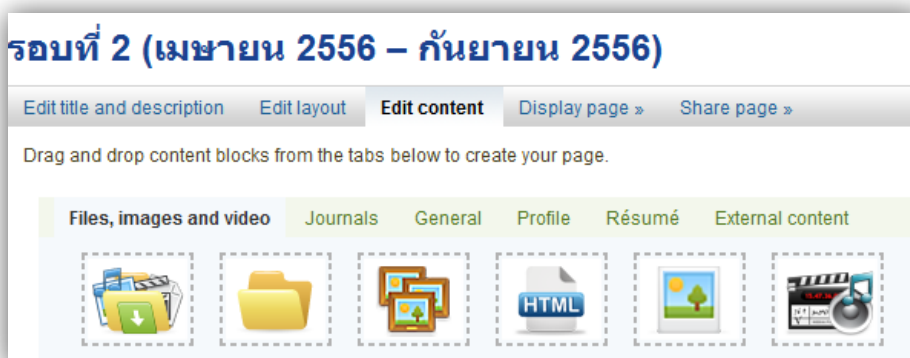 รอบที่ 2 (เมษายน 2556 – กันยายน 2556)
Edit title and description Edit layout Edit content Display page » Share page »
Drag and drop content blocks from the tabs below to create your page.
Files, images and video Journals General Profile Résumé External content
HTML